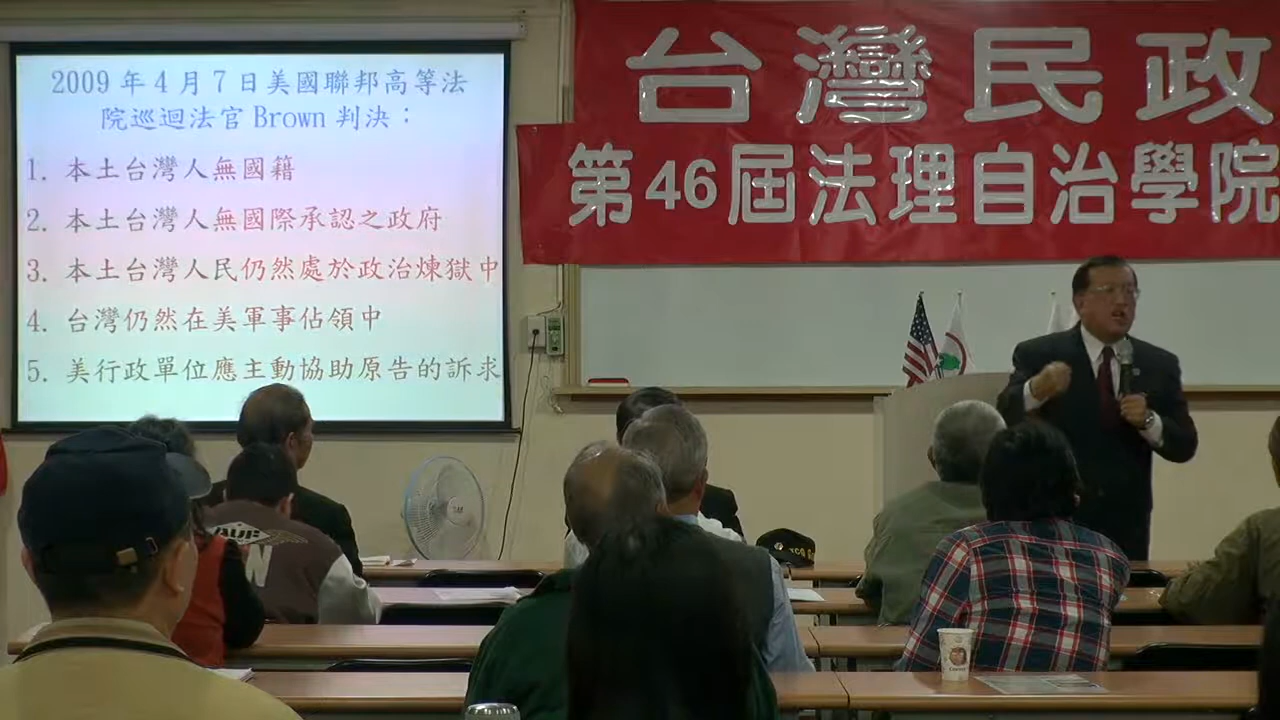 2009 年 4 月 7 日美國聯邦高等法
院巡迴法官 Brown 判決：
1. 本土台灣人無國籍
2. 本土台灣人無國際承認之政府
3. 本土台灣人民仍然處於政治煉獄中
4. 台灣仍然在美軍事佔領中
5. 美行政單位應主動協助原告的訴求
台灣民政
第46屆法理自治學院